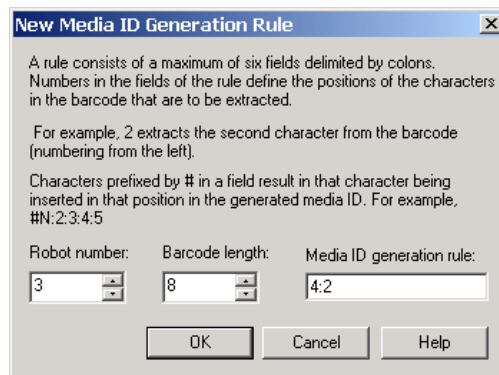 New Media ID Generation Rule
A rule consists of a maximum of six fields delimited by colons.
Numbers in the fields of the rule define the positions of the characters
in the barcode that are to be extracted.
For example, 2 extracts the second character from the barcode
(numbering from the left).
Characters prefixed by # in a field result in that character being
inserted in that position in the generated media ID. For example,
#N:2:3:4:5
Robot number: Barcode length: Media ID generation rule:
3 8 4:2
OK Cancel Help